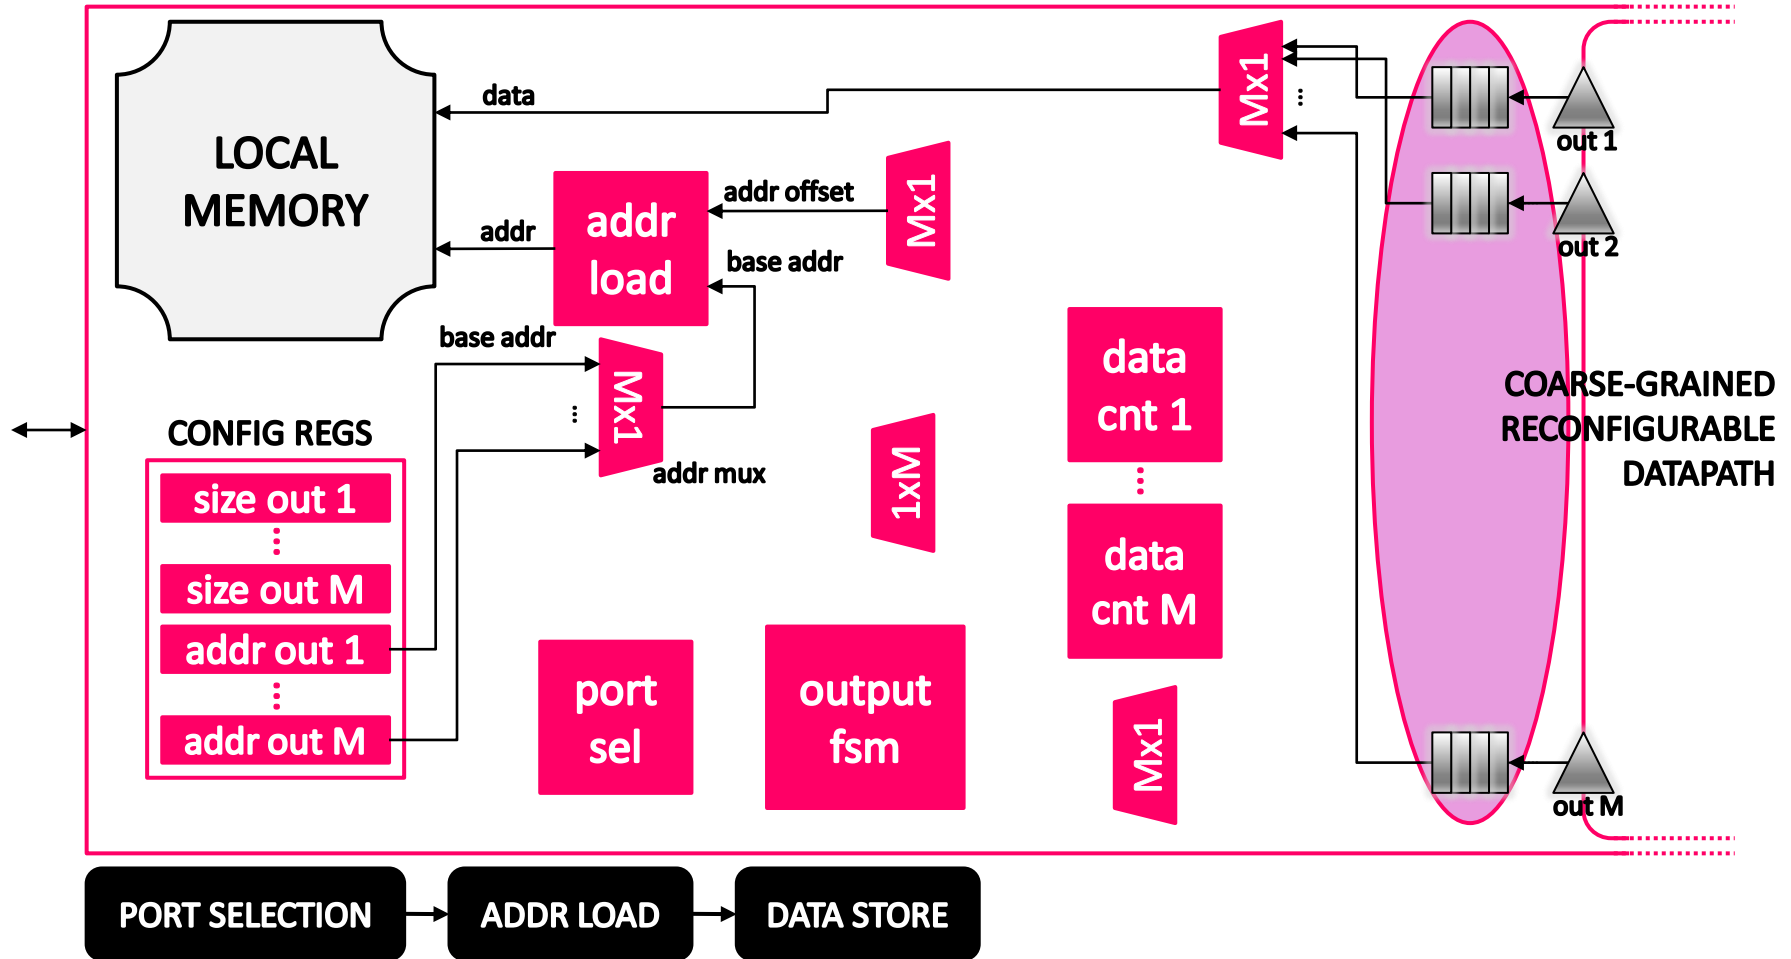 LOCAL
MEMORY
data
addr
addr
load
addr offset
base addr
Mx1
Mx1
...
out 1
out 2
base addr
Mx1
...
addr mux
CONFIG REGS
size out 1
size out M
addr out 1
addr out M
1xM
data
cnt 1
data
cnt M
port
sel
output
fsm
Mx1
COARSE-GRAINED
RECONFIGURABLE
DATAPATH
out M
PORT SELECTION
ADDR LOAD
DATA STORE